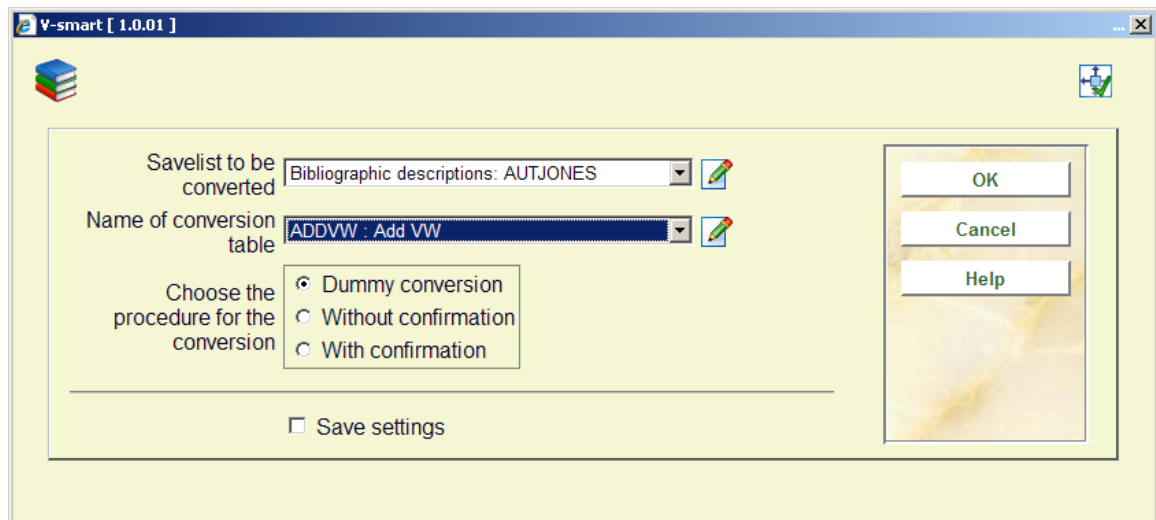 V-smart [ 1.0.01 ]
...
Savelist to be
converted
Bibliographic descriptions: AUTJONES
Name of conversion
table
ADDVW : Add VW
Choose the
procedure for the
conversion
Dummy conversion
Without confirmation
With confirmation
Save settings
OK
Cancel
Help